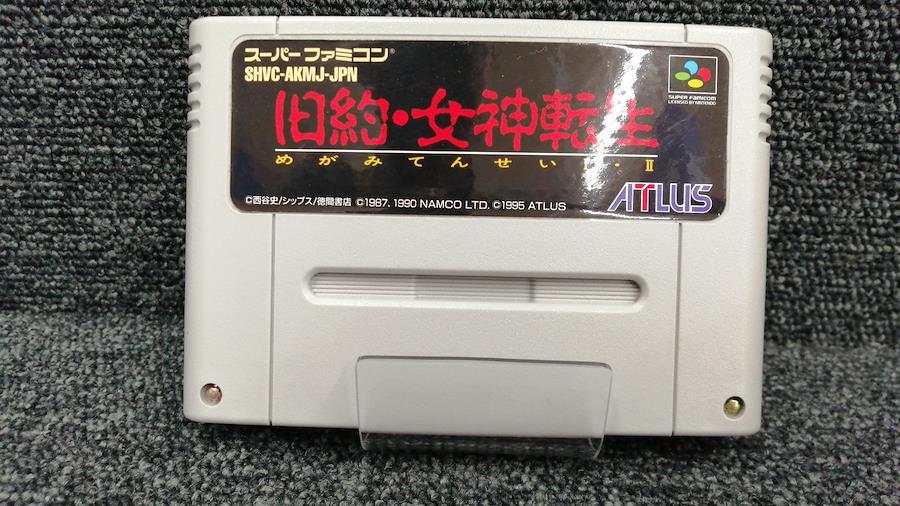 スーパーファミコン®
SHVC-AKMJ-JPN
SUPER FAMICOM
LICENSED BY NINTENDO
旧約・女神転生
めがみてんせい ・Ⅱ
ATLUS
©西谷史/シップス/徳間書店 ©1987, 1990 NAMCO LTD. ©1995 ATLUS